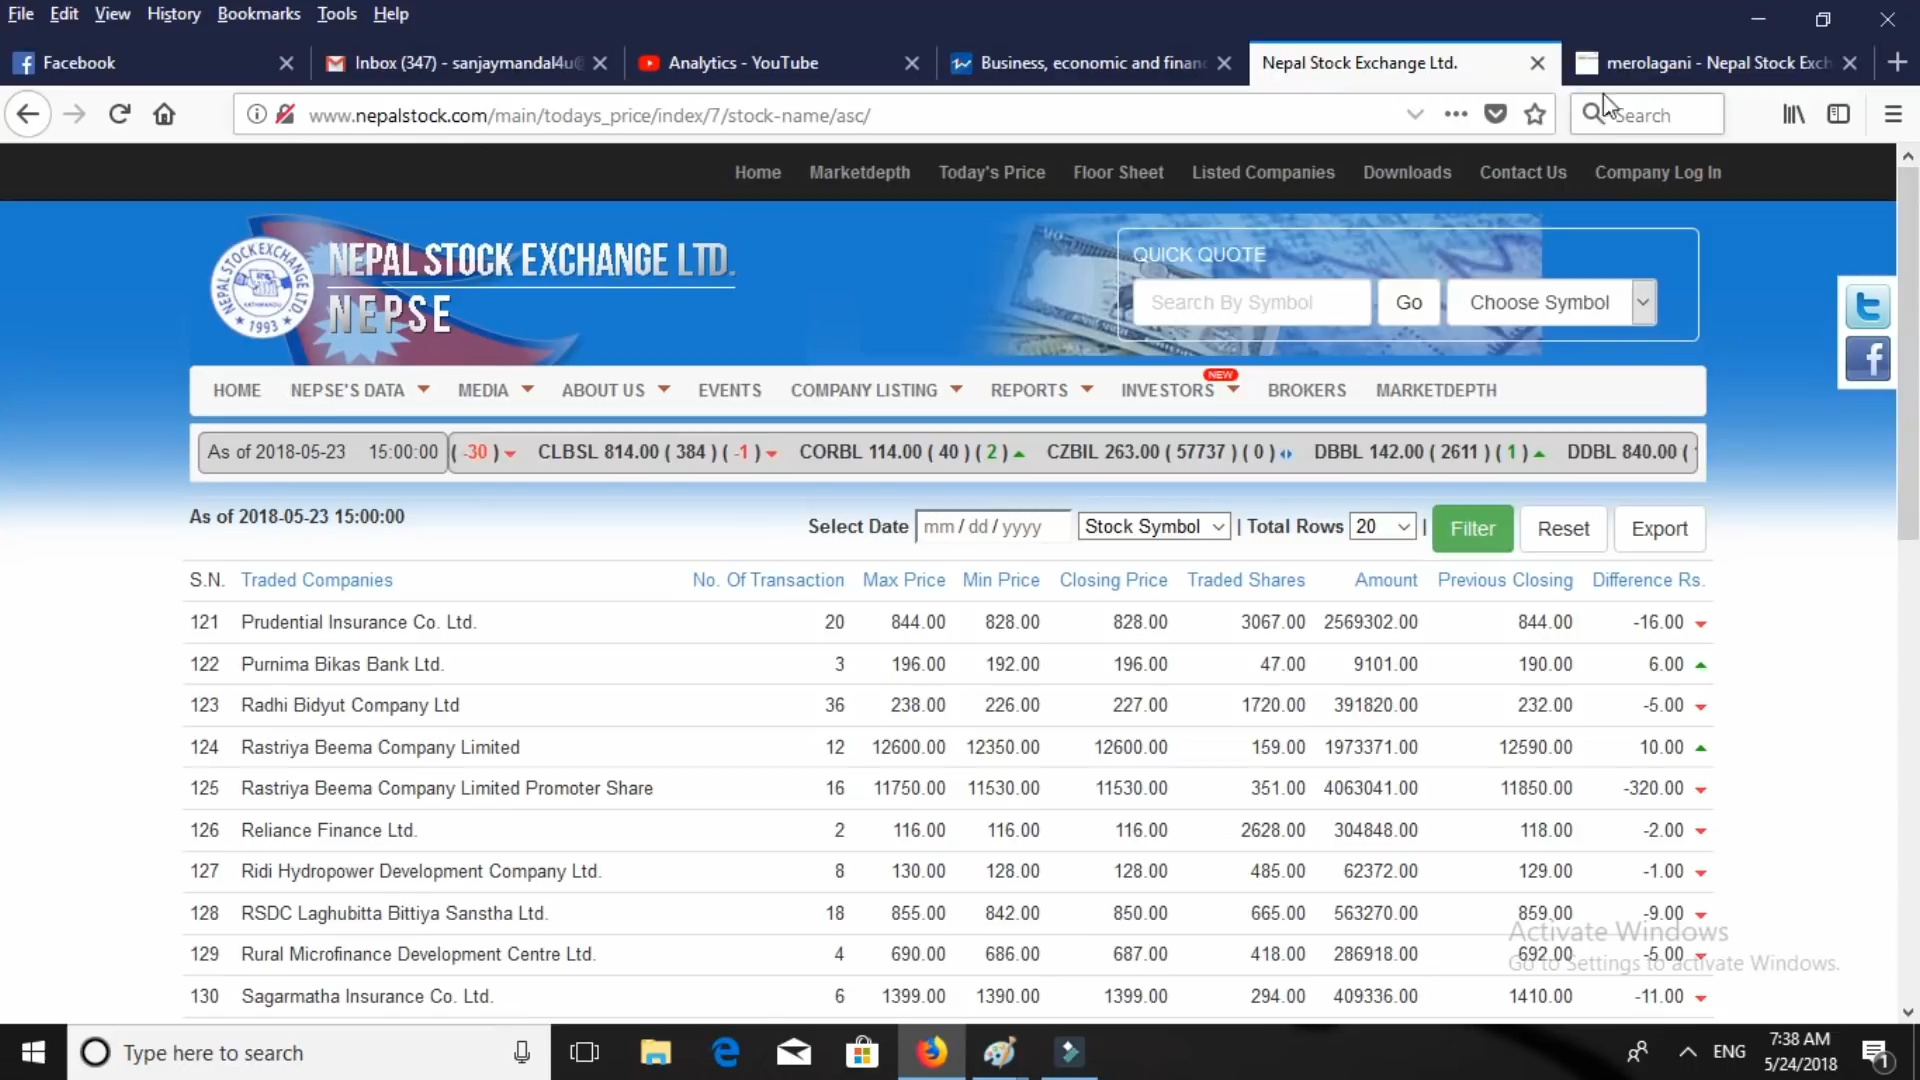 File Edit View History Bookmarks Tools Help
Facebook Inbox (347) - sanjaymandal4u@ Analytics - YouTube Business, economic and finan Nepal Stock Exchange Ltd. merolagani - Nepal Stock Exch
www.nepalstock.com/main/todays_price/index/7/stock-name/asc/ Search
Home Marketdepth Today's Price Floor Sheet Listed Companies Downloads Contact Us Company Log In
NEPAL STOCK EXCHANGE LTD.
NEPSE
NEPAL STOCK EXCHANGE LTD.
KATHMANDU
1993
QUICK QUOTE
Search By Symbol Go Choose Symbol
NEW
HOME NEPSE'S DATA MEDIA ABOUT US EVENTS COMPANY LISTING REPORTS INVESTORS BROKERS MARKETDEPTH
As of 2018-05-23 15:00:00 ( -30 ) CLBSL 814.00 ( 384 ) ( -1 ) CORBL 114.00 ( 40 ) ( 2 ) CZBIL 263.00 ( 57737 ) ( 0 ) DBBL 142.00 ( 2611 ) ( 1 ) DDBL 840.00 (
As of 2018-05-23 15:00:00
Select Date mm / dd / yyyy Stock Symbol | Total Rows 20 | Filter Reset Export
S.N. Traded Companies No. Of Transaction Max Price Min Price Closing Price Traded Shares Amount Previous Closing Difference Rs.
121 Prudential Insurance Co. Ltd. 20 844.00 828.00 828.00 3067.00 2569302.00 844.00 -16.00
122 Purnima Bikas Bank Ltd. 3 196.00 192.00 196.00 47.00 9101.00 190.00 6.00
123 Radhi Bidyut Company Ltd 36 238.00 226.00 227.00 1720.00 391820.00 232.00 -5.00
124 Rastriya Beema Company Limited 12 12600.00 12350.00 12600.00 159.00 1973371.00 12590.00 10.00
125 Rastriya Beema Company Limited Promoter Share 16 11750.00 11530.00 11530.00 351.00 4063041.00 11850.00 -320.00
126 Reliance Finance Ltd. 2 116.00 116.00 116.00 2628.00 304848.00 118.00 -2.00
127 Ridi Hydropower Development Company Ltd. 8 130.00 128.00 128.00 485.00 62372.00 129.00 -1.00
128 RSDC Laghubitta Bittiya Sanstha Ltd. 18 855.00 842.00 850.00 665.00 563270.00 859.00 -9.00
129 Rural Microfinance Development Centre Ltd. 4 690.00 686.00 687.00 418.00 286918.00 692.00 -5.00
130 Sagarmatha Insurance Co. Ltd. 6 1399.00 1390.00 1399.00 294.00 409336.00 1410.00 -11.00
Activate Windows
Go to Settings to activate Windows.
Type here to search ENG 7:38 AM
5/24/2018 1